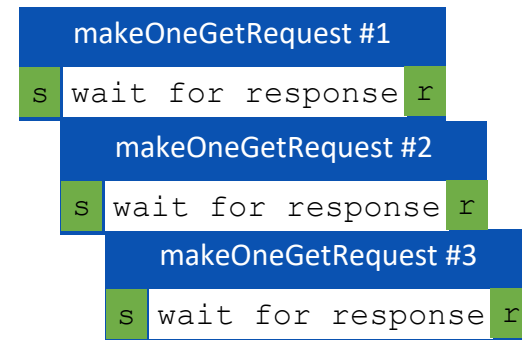 makeOneGetRequest #1
s wait for response r
makeOneGetRequest #2
s wait for response r
makeOneGetRequest #3
s wait for response r